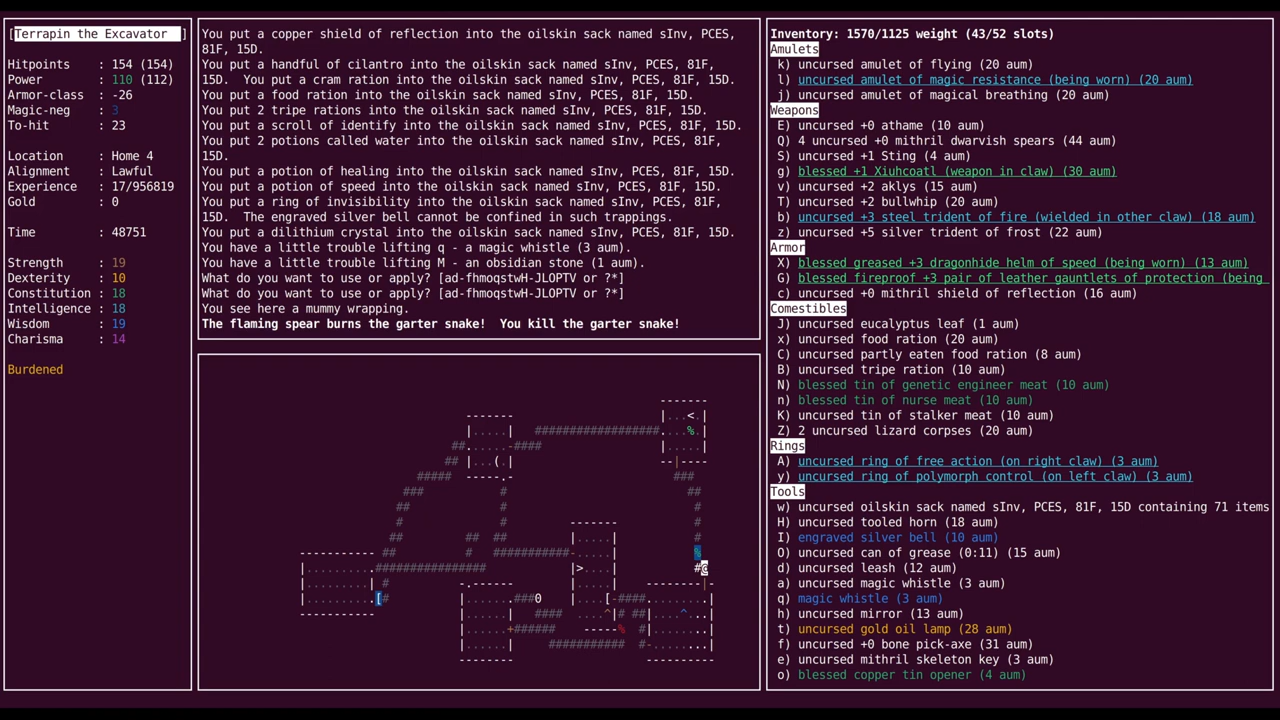 [Terrapin the Excavator ]
Hitpoints : 154 (154)
Power : 110 (112)
Armor-class : -26
Magic-neg : 3
To-hit : 23
Location : Home 4
Alignment : Lawful
Experience : 17/956819
Gold : 0
Time : 48751
Strength : 19
Dexterity : 10
Constitution : 18
Intelligence : 18
Wisdom : 19
Charisma : 14
Burdened
You put a copper shield of reflection into the oilskin sack named sInv, PCES,
81F, 15D.
You put a handful of cilantro into the oilskin sack named sInv, PCES, 81F,
15D. You put a cram ration into the oilskin sack named sInv, PCES, 81F, 15D.
You put a food ration into the oilskin sack named sInv, PCES, 81F, 15D.
You put 2 tripe rations into the oilskin sack named sInv, PCES, 81F, 15D.
You put a scroll of identify into the oilskin sack named sInv, PCES, 81F, 15D.
You put 2 potions called water into the oilskin sack named sInv, PCES, 81F,
15D.
You put a potion of healing into the oilskin sack named sInv, PCES, 81F, 15D.
You put a potion of speed into the oilskin sack named sInv, PCES, 81F, 15D.
You put a ring of invisibility into the oilskin sack named sInv, PCES, 81F,
15D. The engraved silver bell cannot be confined in such trappings.
You put a dilithium crystal into the oilskin sack named sInv, PCES, 81F, 15D.
You have a little trouble lifting q - a magic whistle (3 aum).
You have a little trouble lifting M - an obsidian stone (1 aum).
What do you want to use or apply? [ad-fhmoqstwH-JLOPTV or ?*]
What do you want to use or apply? [ad-fhmoqstwH-JLOPTV or ?*]
You see here a mummy wrapping.
The flaming spear burns the garter snake! You kill the garter snake!
Inventory: 1570/1125 weight (43/52 slots)
Amulets
k) uncursed amulet of flying (20 aum)
l) uncursed amulet of magic resistance (being worn) (20 aum)
j) uncursed amulet of magical breathing (20 aum)
Weapons
E) uncursed +0 athame (10 aum)
Q) 4 uncursed +0 mithril dwarvish spears (44 aum)
S) uncursed +1 Sting (4 aum)
g) blessed +1 Xiuhcoatl (weapon in claw) (30 aum)
v) uncursed +2 aklys (15 aum)
T) uncursed +2 bullwhip (20 aum)
b) uncursed +3 steel trident of fire (wielded in other claw) (18 aum)
z) uncursed +5 silver trident of frost (22 aum)
Armor
X) blessed greased +3 dragonhide helm of speed (being worn) (13 aum)
G) blessed fireproof +3 pair of leather gauntlets of protection (being
c) uncursed +0 mithril shield of reflection (16 aum)
Comestibles
J) uncursed eucalyptus leaf (1 aum)
x) uncursed food ration (20 aum)
C) uncursed partly eaten food ration (8 aum)
B) uncursed tripe ration (10 aum)
N) blessed tin of genetic engineer meat (10 aum)
n) blessed tin of nurse meat (10 aum)
K) uncursed tin of stalker meat (10 aum)
Z) 2 uncursed lizard corpses (20 aum)
Rings
A) uncursed ring of free action (on right claw) (3 aum)
y) uncursed ring of polymorph control (on left claw) (3 aum)
Tools
w) uncursed oilskin sack named sInv, PCES, 81F, 15D containing 71 items
H) uncursed tooled horn (18 aum)
I) engraved silver bell (10 aum)
O) uncursed can of grease (0:11) (15 aum)
d) uncursed leash (12 aum)
a) uncursed magic whistle (3 aum)
q) magic whistle (3 aum)
h) uncursed mirror (13 aum)
t) uncursed gold oil lamp (28 aum)
f) uncursed +0 bone pick-axe (31 aum)
e) uncursed mithril skeleton key (3 aum)
o) blessed copper tin opener (4 aum)